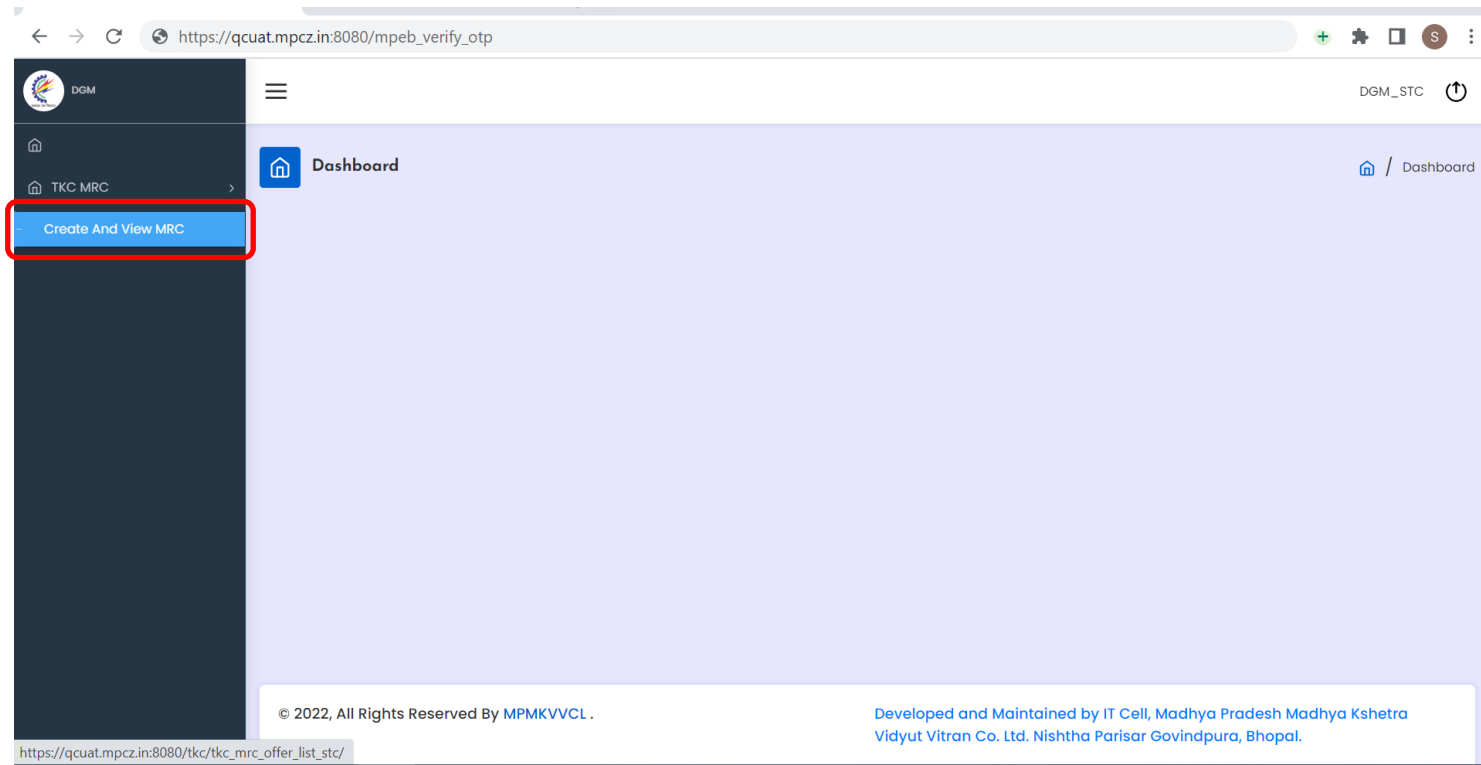 https://qcuat.mpcz.in:8080/mpeb_verify_otp
S
DGM
DGM_STC
Dashboard
/ Dashboard
TKC MRC
Create And View MRC
© 2022, All Rights Reserved By MPMKVVCL .
Developed and Maintained by IT Cell, Madhya Pradesh Madhya Kshetra
Vidyut Vitran Co. Ltd. Nishtha Parisar Govindpura, Bhopal.
https://qcuat.mpcz.in:8080/tkc/tkc_mrc_offer_list_stc/